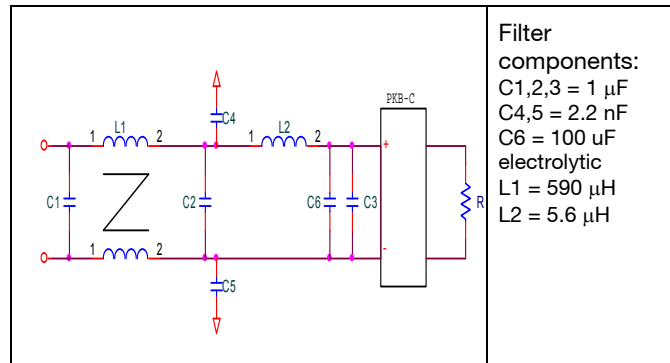 Filter
components:
C1,2,3 = 1 μF
C4,5 = 2.2 nF
C6 = 100 uF
electrolytic
L1 = 590 μH
L2 = 5.6 μH
PKB-C
C4
1 L1 2
1 L2 2
+
C1
C2
C6
C3
R
1 2
-
C5